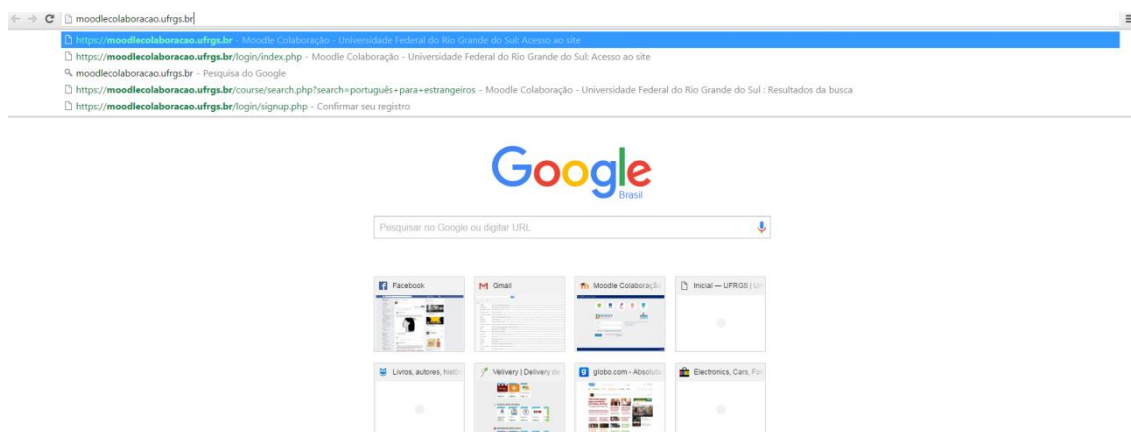 moodlecolaboracao.ufrgs.br
https://moodlecolaboracao.ufrgs.br - Moodle Colaboração - Universidade Federal do Rio Grande do Sul: Acesso ao site
https://moodlecolaboracao.ufrgs.br/login/index.php - Moodle Colaboração - Universidade Federal do Rio Grande do Sul: Acesso ao site
moodlecolaboracao.ufrgs.br - Pesquisa do Google
https://moodlecolaboracao.ufrgs.br/course/search.php?search=português+para+estrangeiros - Moodle Colaboração - Universidade Federal do Rio Grande do Sul : Resultados da busca
https://moodlecolaboracao.ufrgs.br/login/signup.php - Confirmar seu registro
Google
Brasil
Pesquisar no Google ou digitar URL
Facebook Gmail Moodle Colaboração Inicial — UFRGS |
Livros, autores, Velivery | Delivery de globo.com - Electronics, Cars,